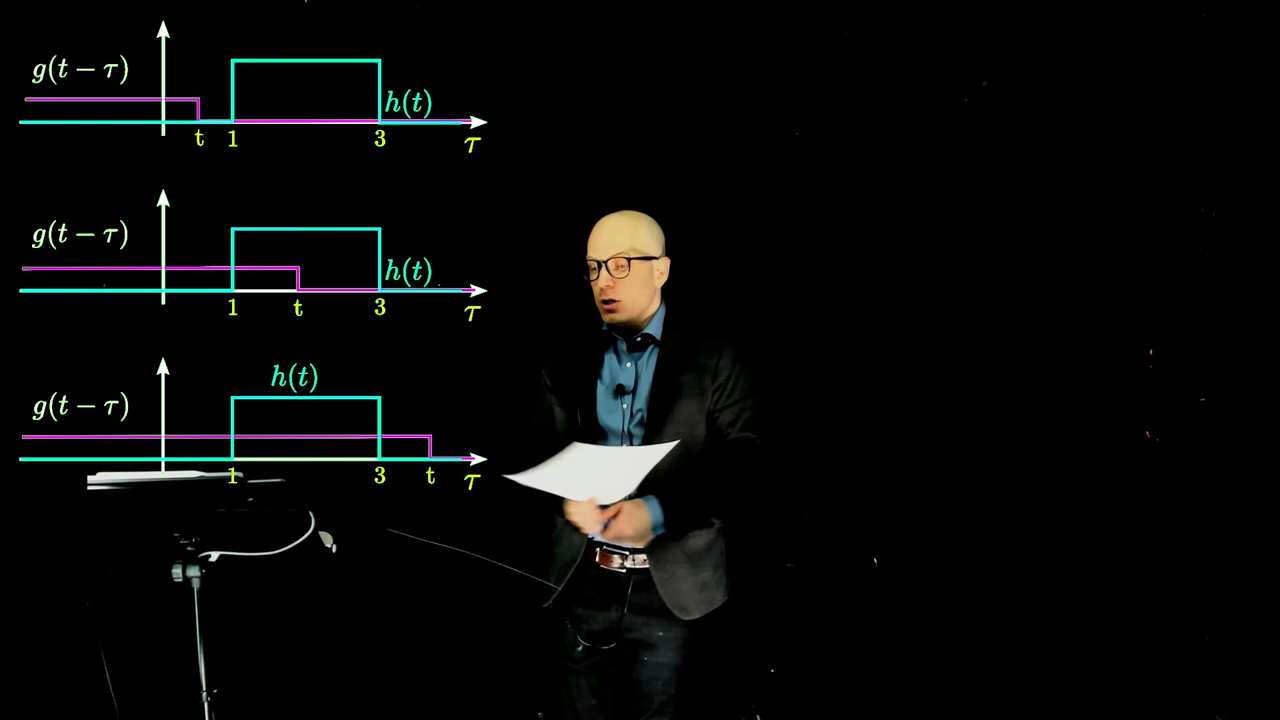 g(t − τ)
h(t)
t 1 3 τ
g(t − τ)
h(t)
1 t 3 τ
h(t)
g(t − τ)
1 3 t τ